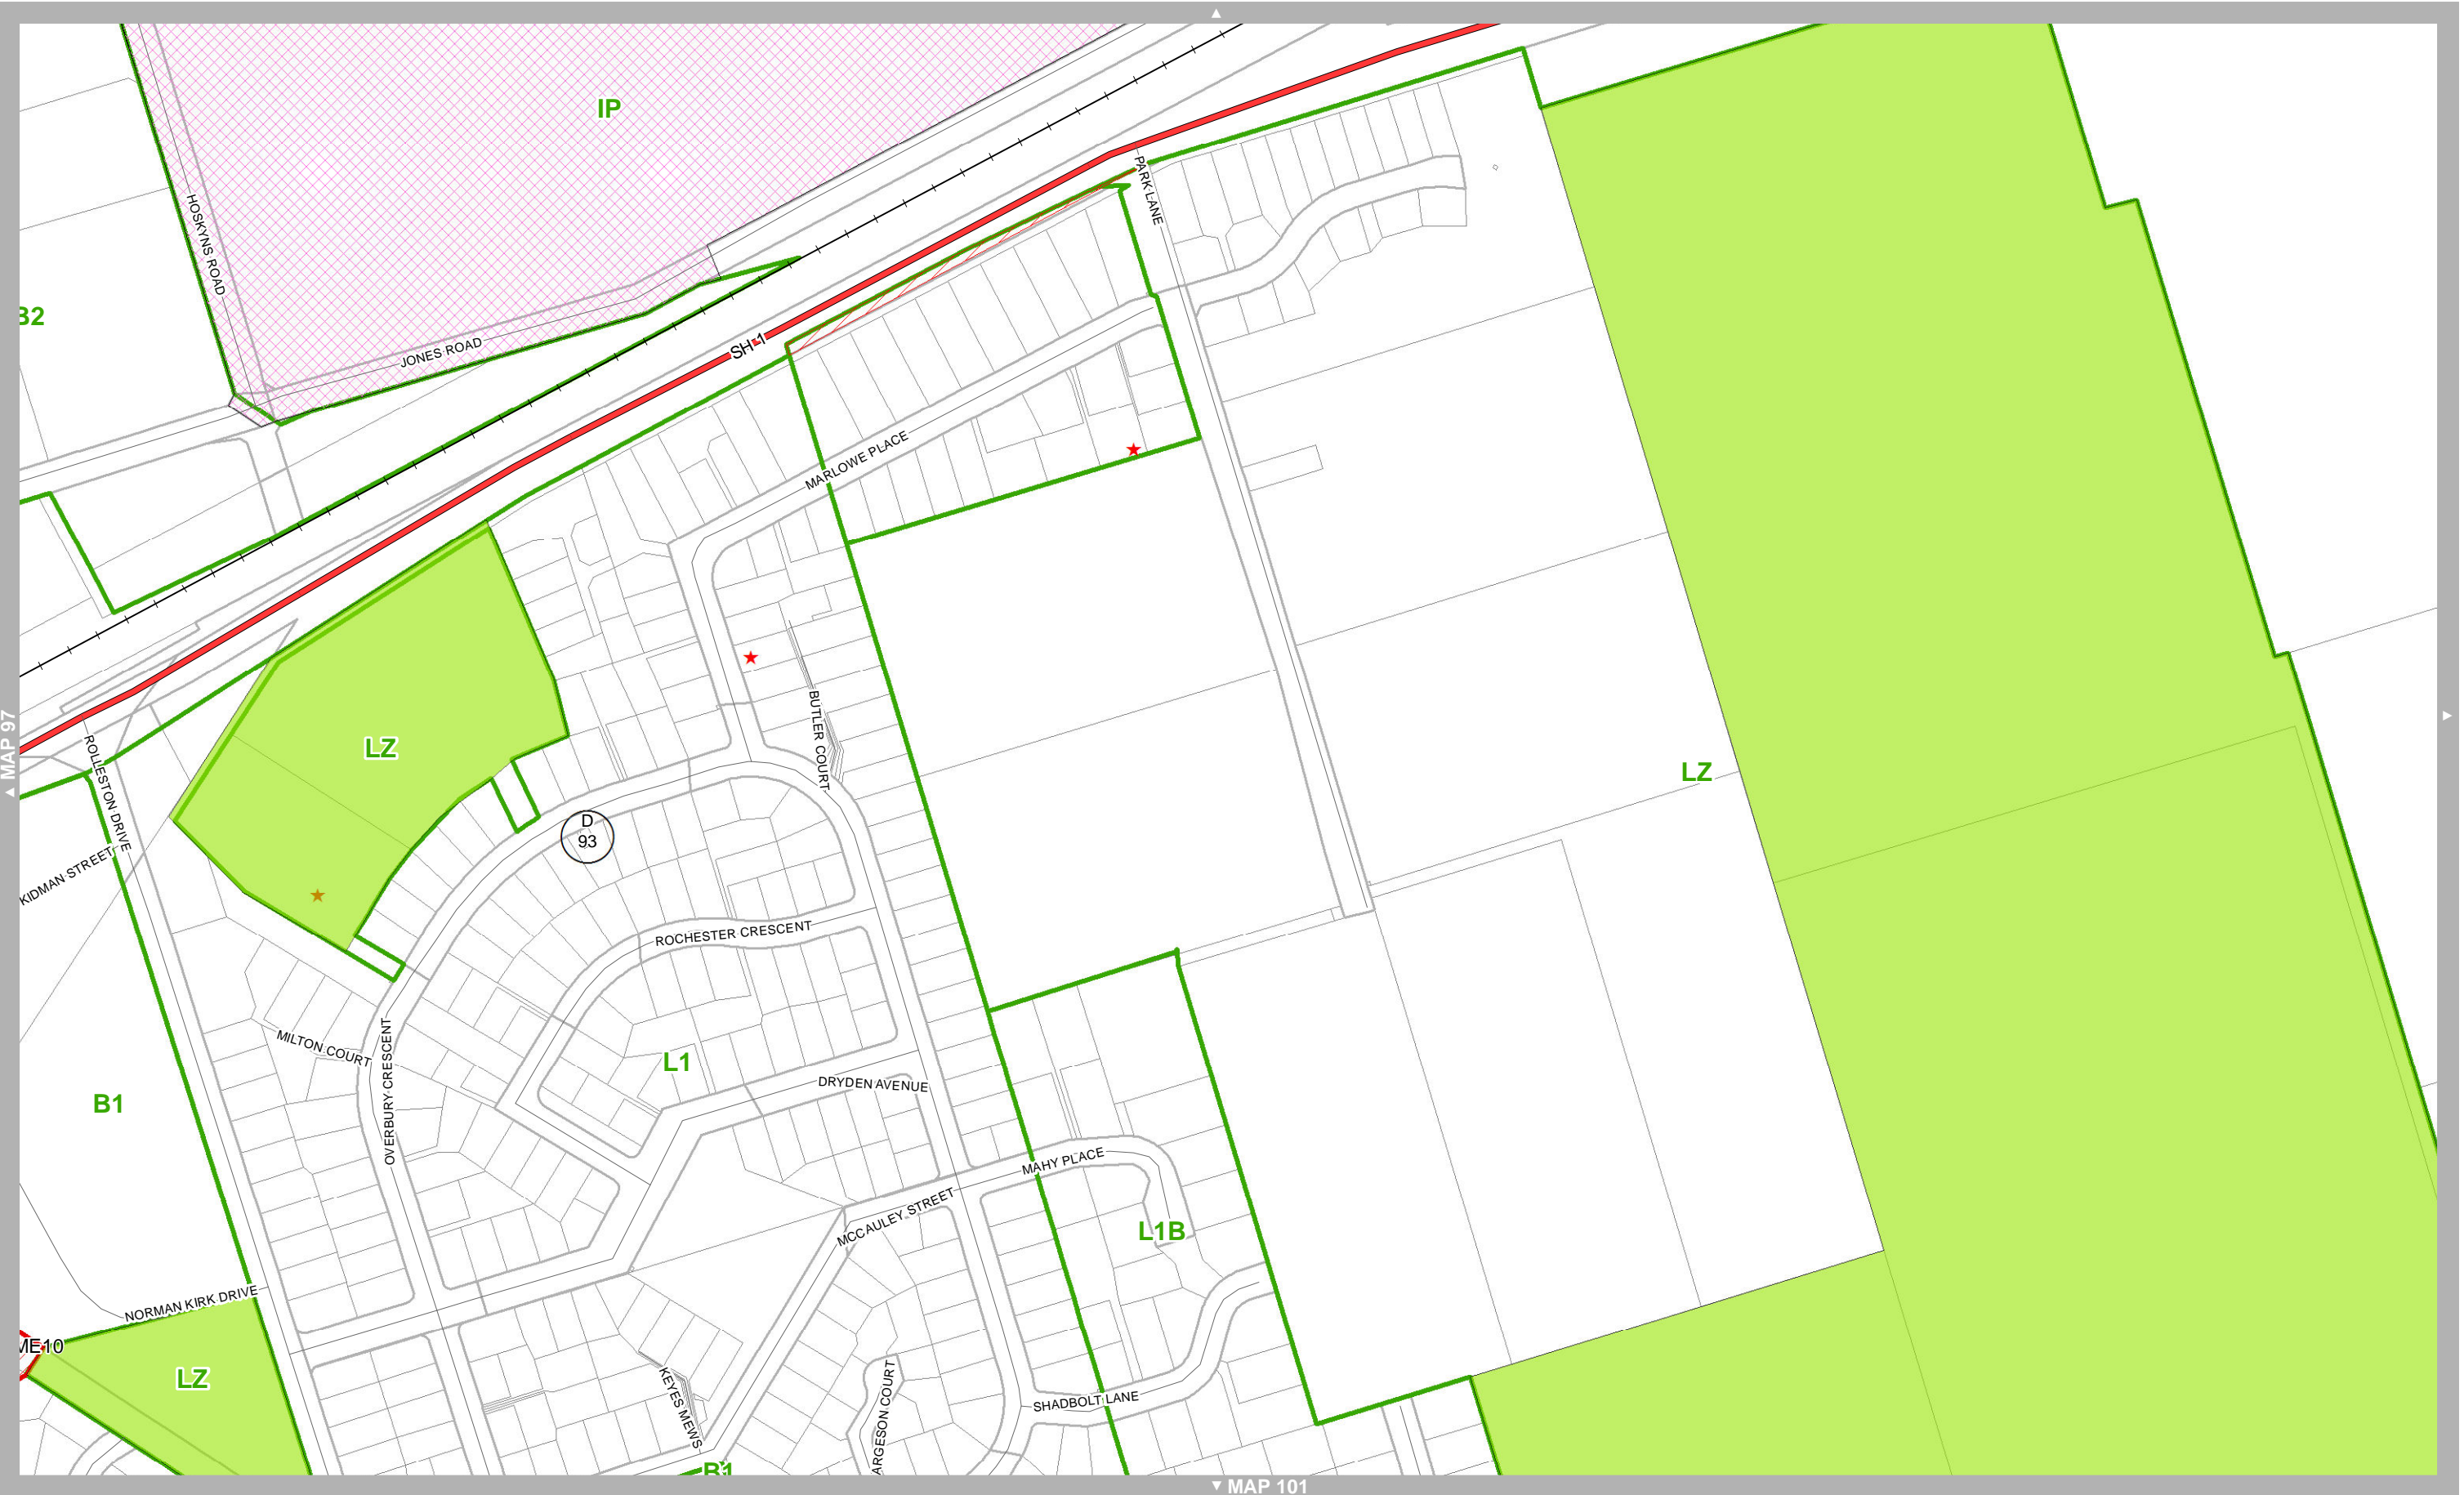 IP
PARK LANE
HOSKYNS ROAD
B2
JONES ROAD
SH 1
MARLOWE PLACE
BUTLER COURT
MAP 97
ROLLESTON DRIVE
LZ
LZ
D
93
KIDMAN STREET
ROCHESTER CRESCENT
MILTON COURT
OVERBURY CRESCENT
L1
DRYDEN AVENUE
B1
MAHY PLACE
MCCAULEY STREET
L1B
NORMAN KIRK DRIVE
ME10
LZ
KEYES MEWS
ARGESON COURT
SHADBOLT LANE
B1
MAP 101